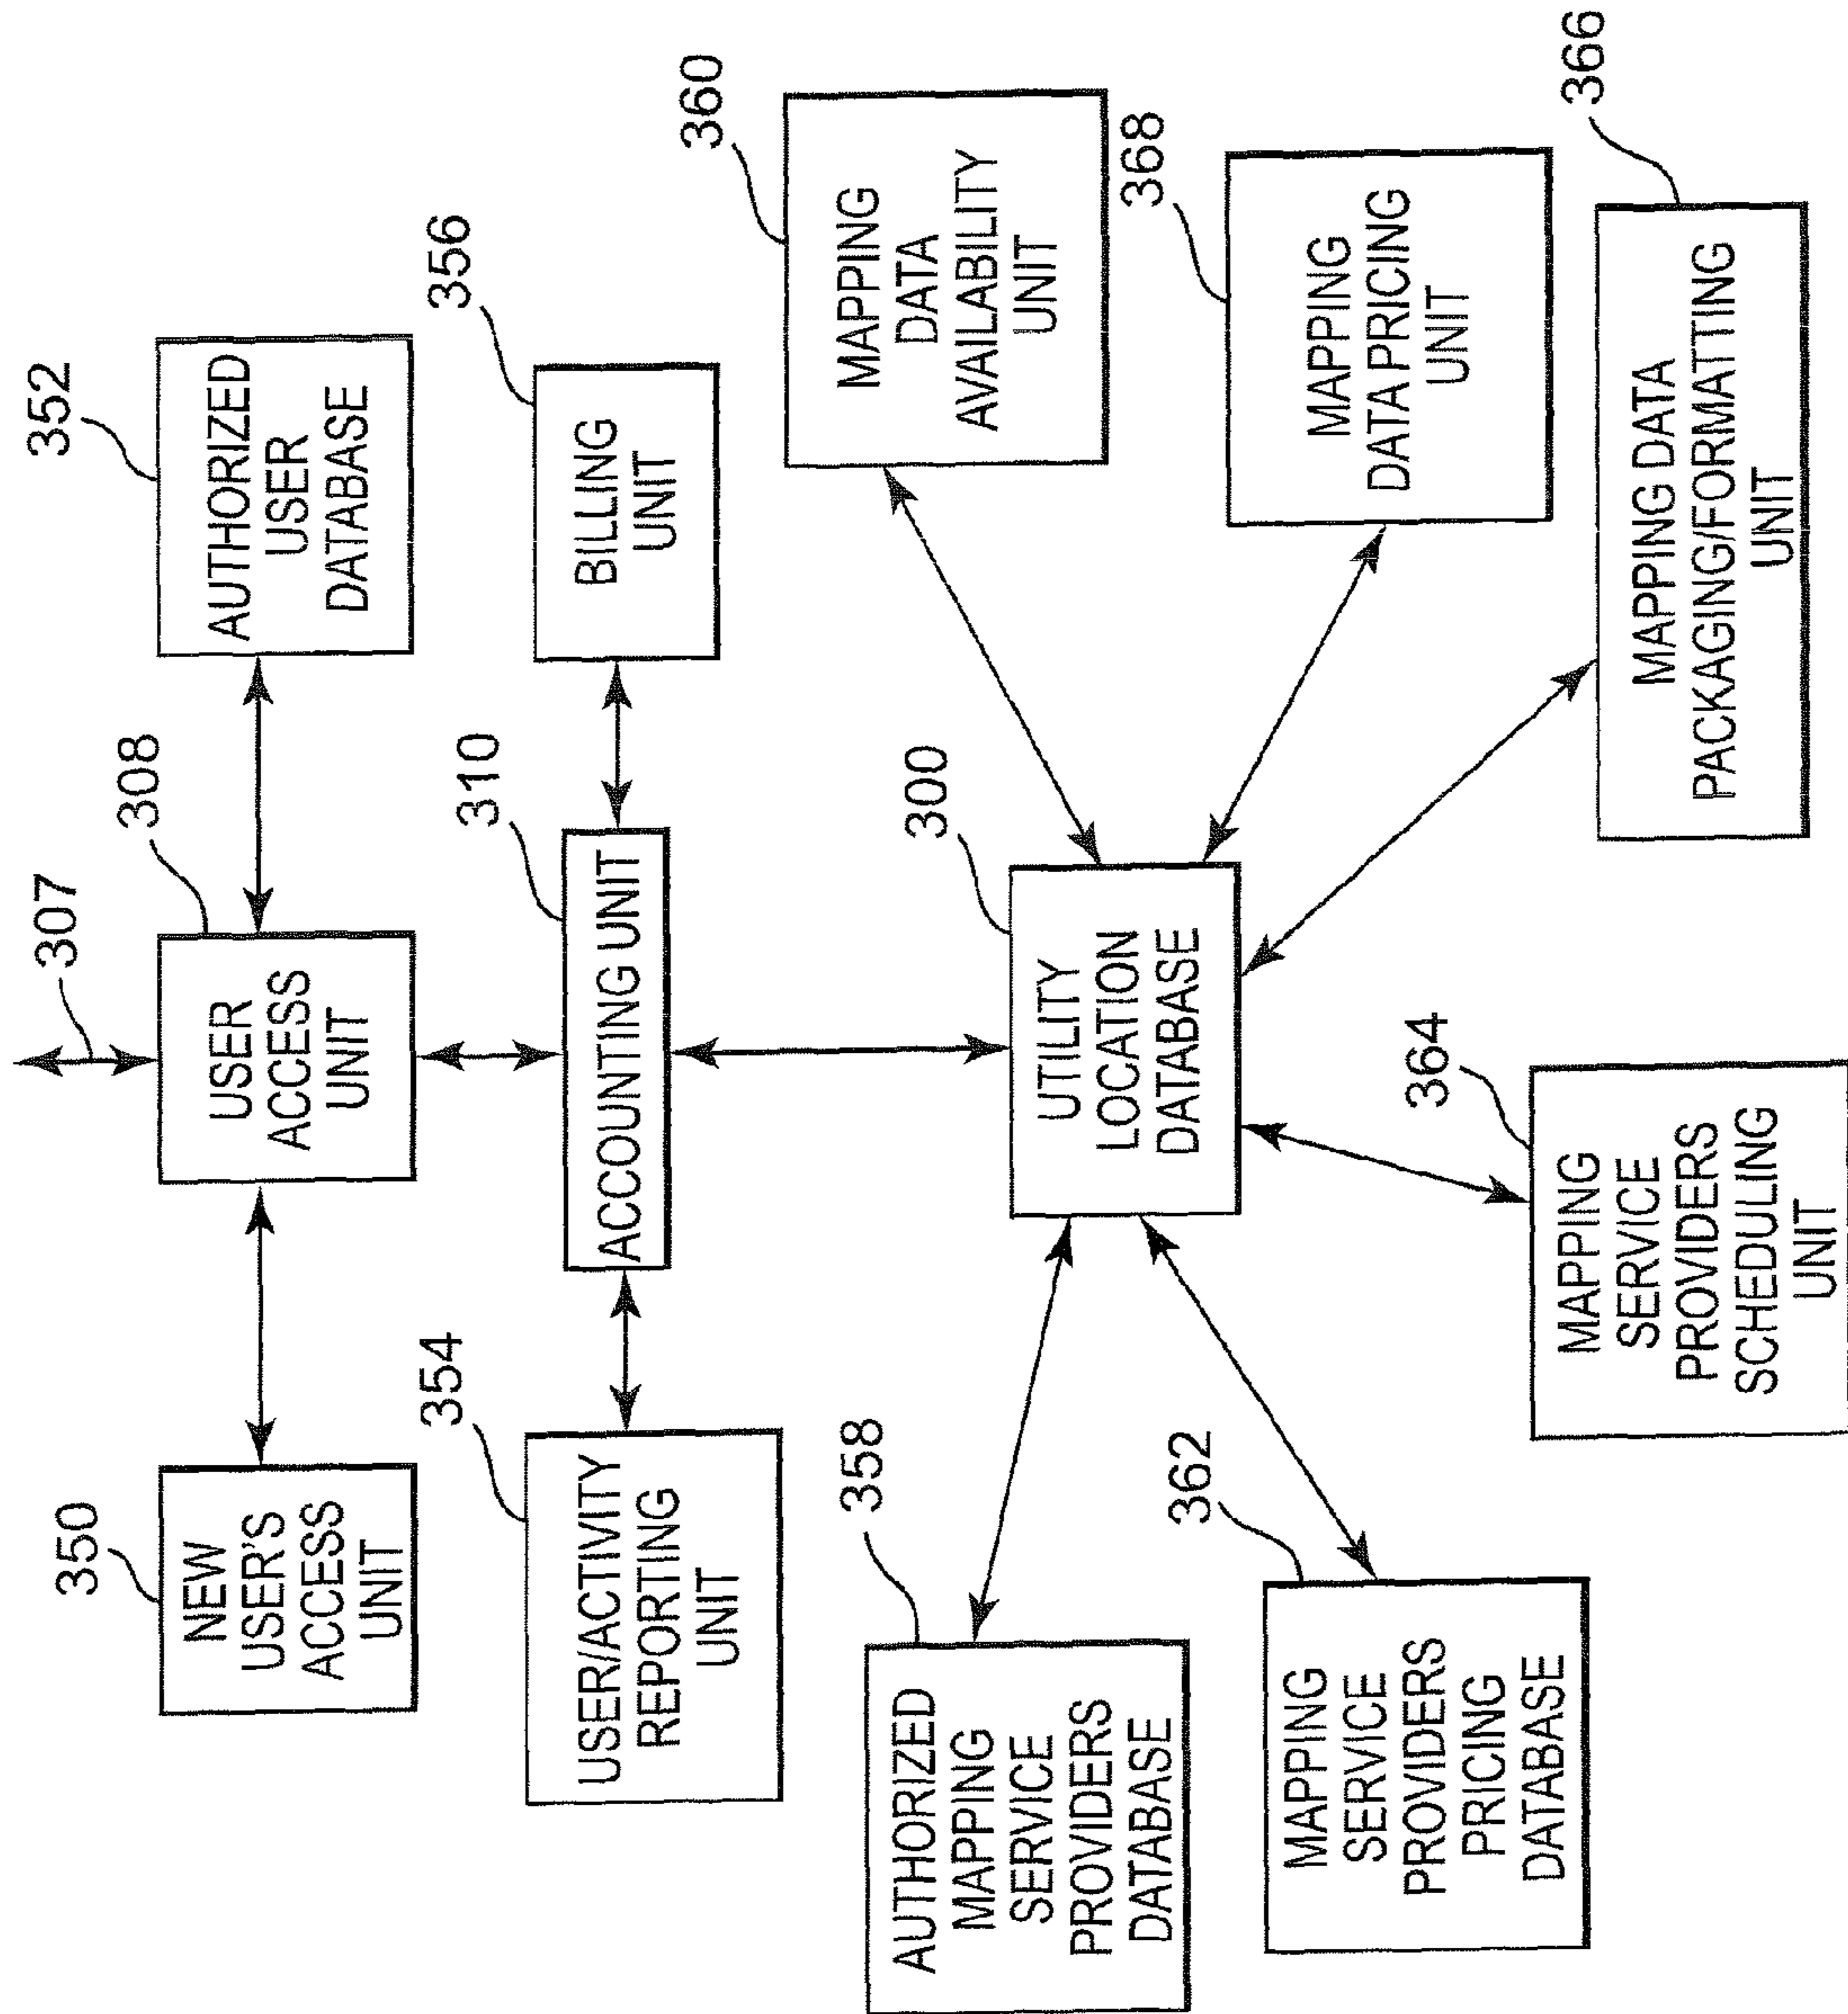 307
350
NEW
USER'S
ACCESS
UNIT
308
USER
ACCESS
UNIT
352
AUTHORIZED
USER
DATABASE
354
USER/ACTIVITY
REPORTING
UNIT
310
ACCOUNTING UNIT
356
BILLING
UNIT
358
AUTHORIZED
MAPPING
SERVICE
PROVIDERS
DATABASE
300
UTILITY
LOCATION
DATABASE
360
MAPPING
DATA
AVAILABILITY
UNIT
362
MAPPING
SERVICE
PROVIDERS
PRICING
DATABASE
368
MAPPING
DATA PRICING
UNIT
364
MAPPING
SERVICE
PROVIDERS
SCHEDULING
UNIT
366
MAPPING DATA
PACKAGING/FORMATTING
UNIT